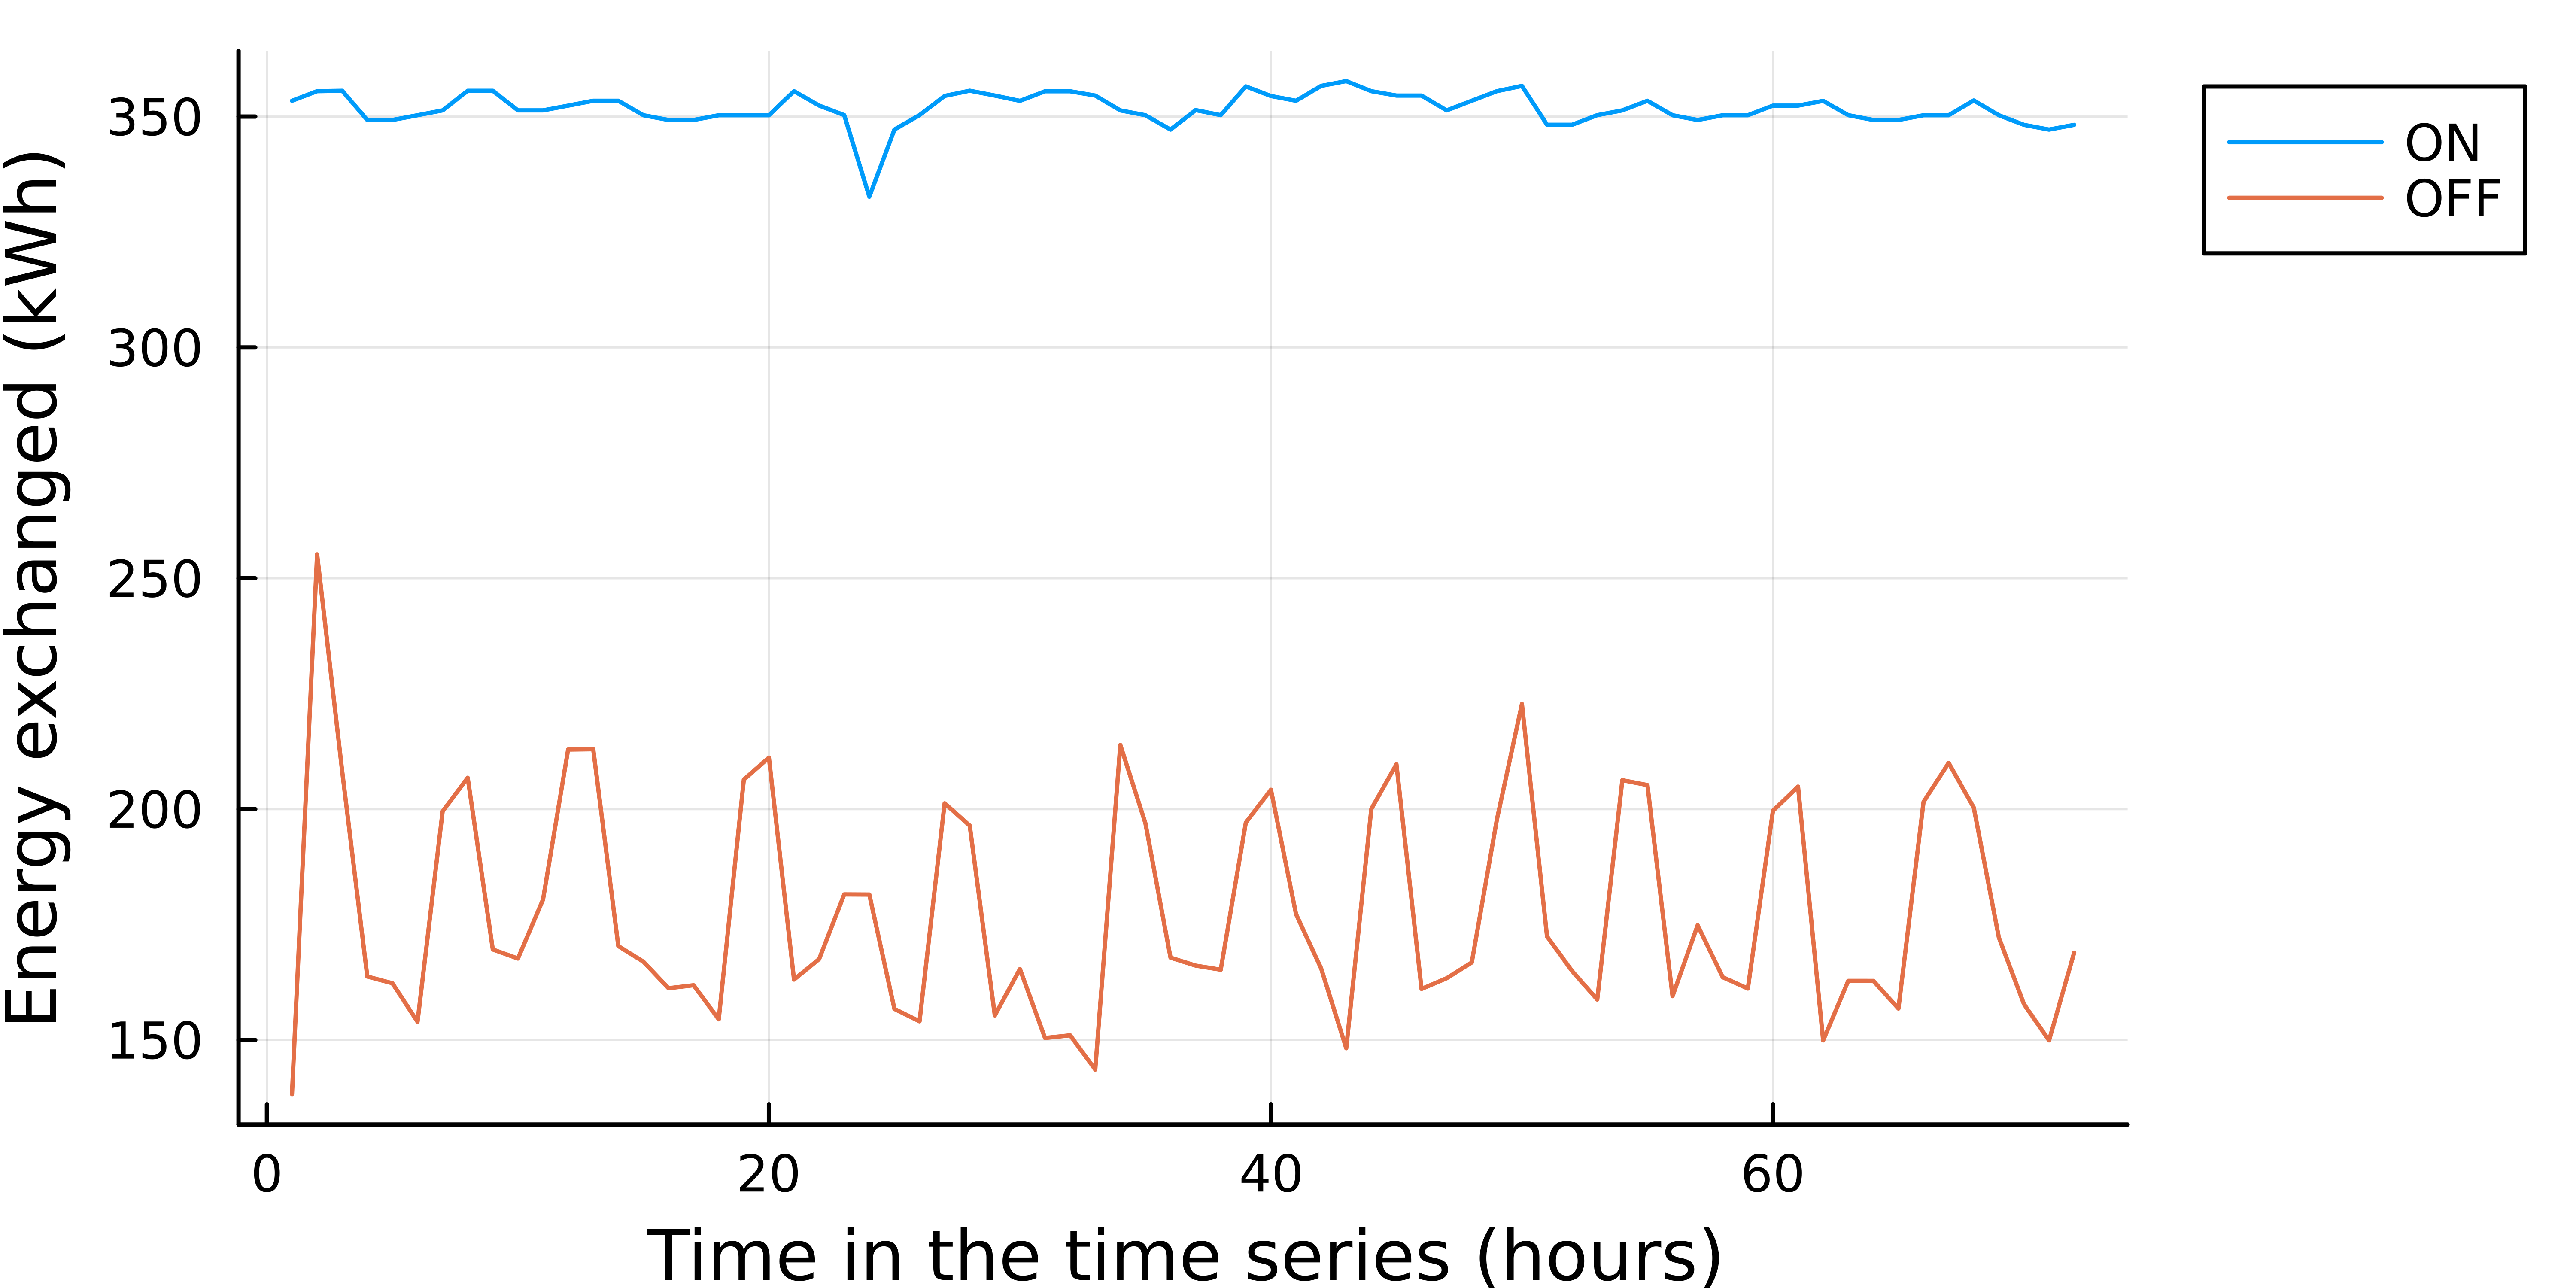 Energy exchanged (kWh)
350
300
250
200
150
0 20 40 60
Time in the time series (hours)
ON
OFF